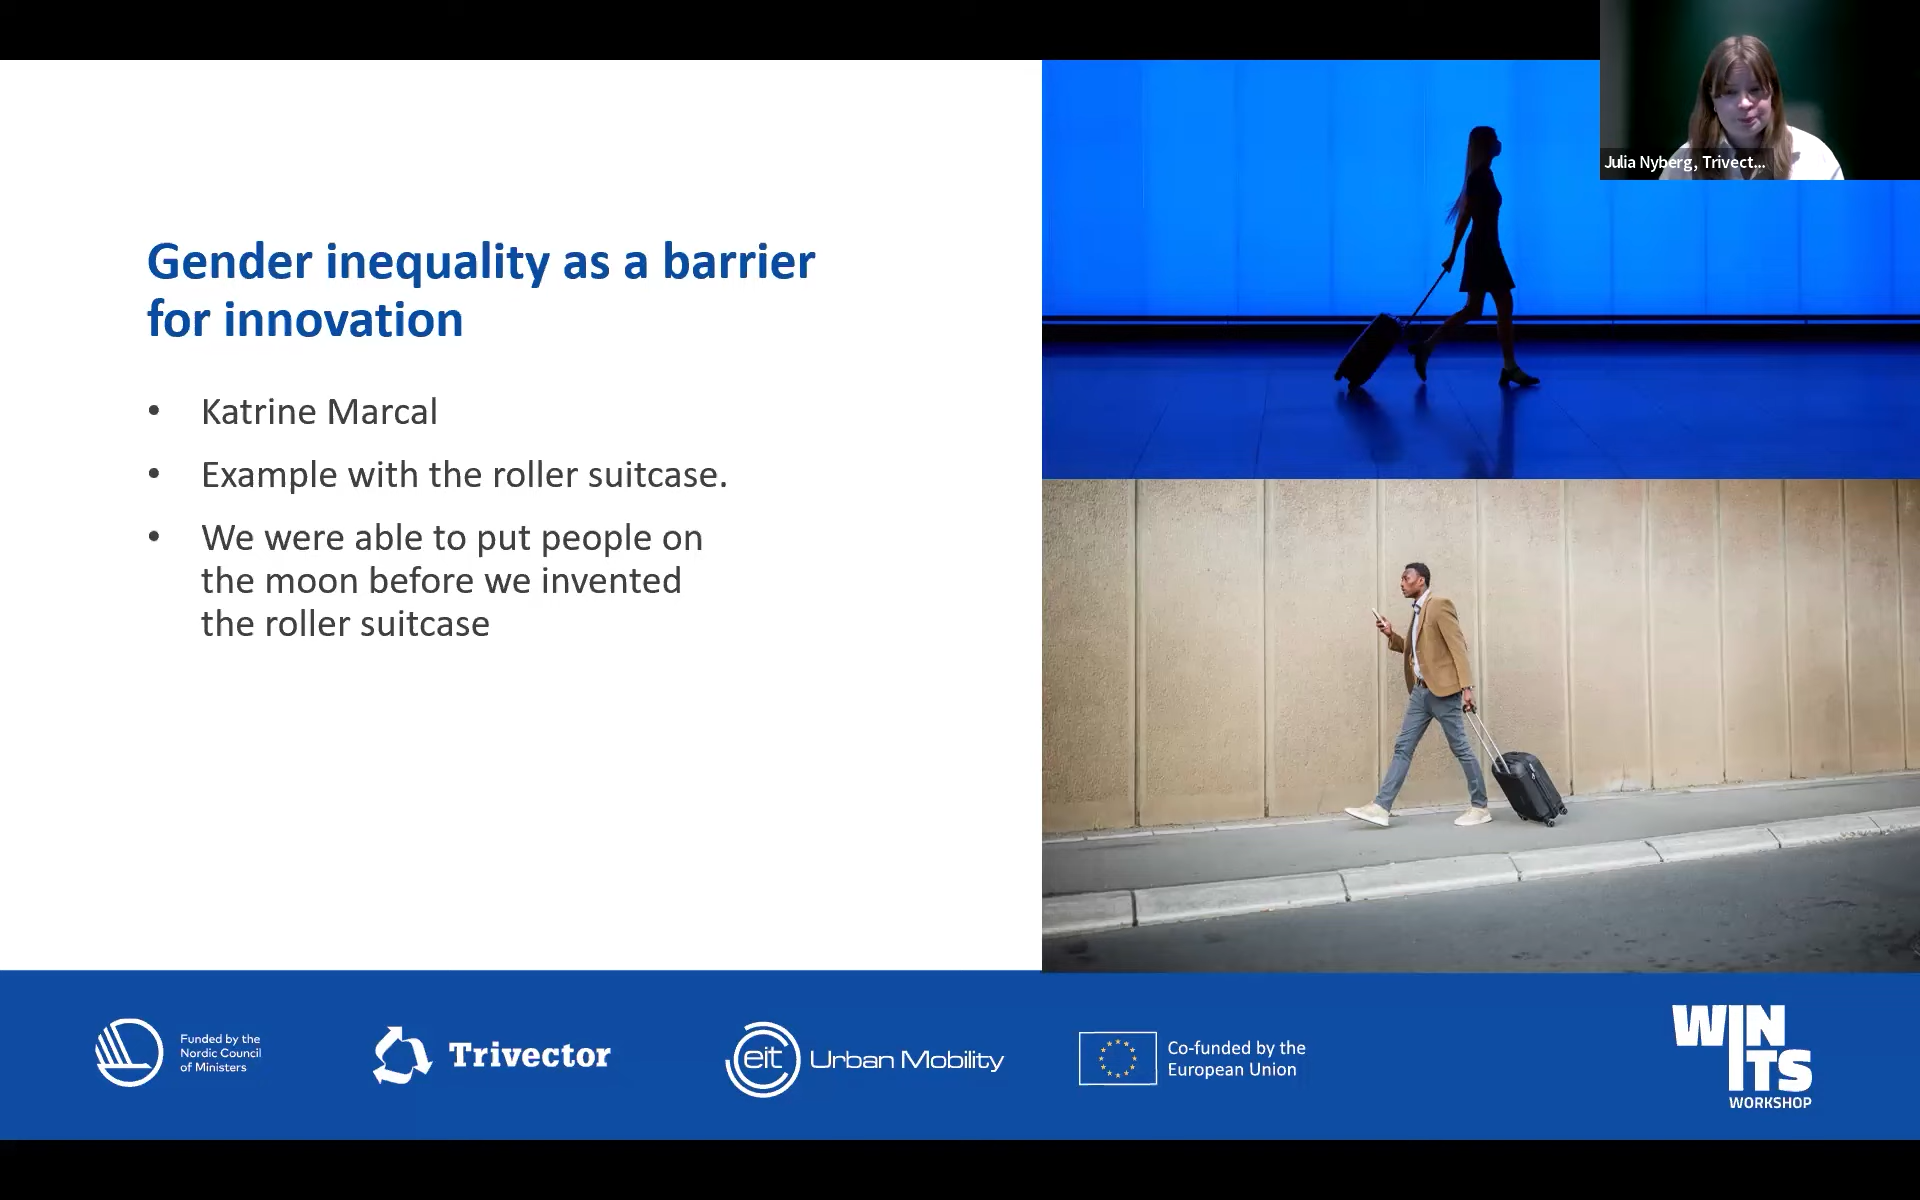 Julia Nyberg, Trivect...
Gender inequality as a barrier
for innovation
• Katrine Marcal
• Example with the roller suitcase.
• We were able to put people on
the moon before we invented
the roller suitcase
Funded by the
Nordic Council
of Ministers
Trivector
eit Urban Mobility
Co-funded by the
European Union
WIN
ITS
WORKSHOP